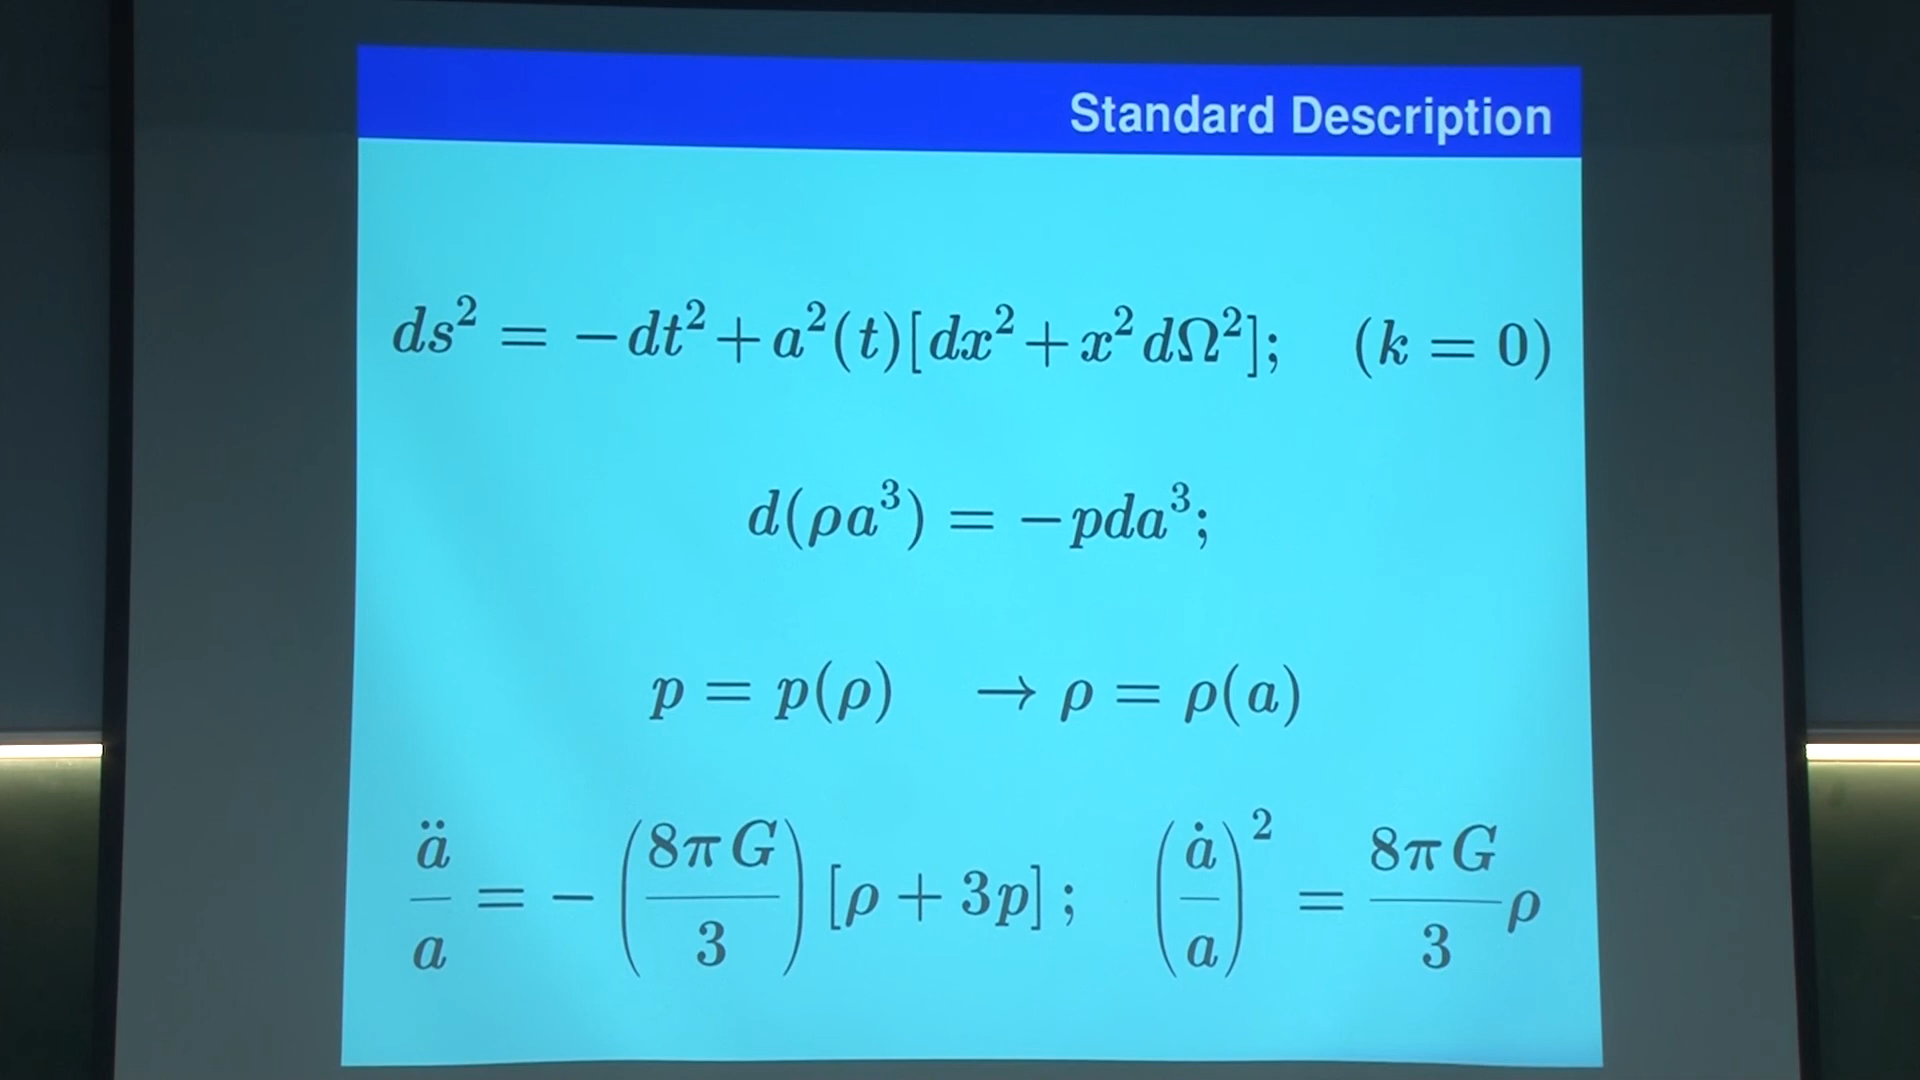 Standard Description
ds² = −dt² + a²(t)[dx² + x²dΩ²];  (k = 0)
d(ρa³) = −pda³;
p = p(ρ)  → ρ = ρ(a)
ä/a = −(8πG/3)[ρ + 3p];  (ȧ/a)² = 8πG/3 ρ